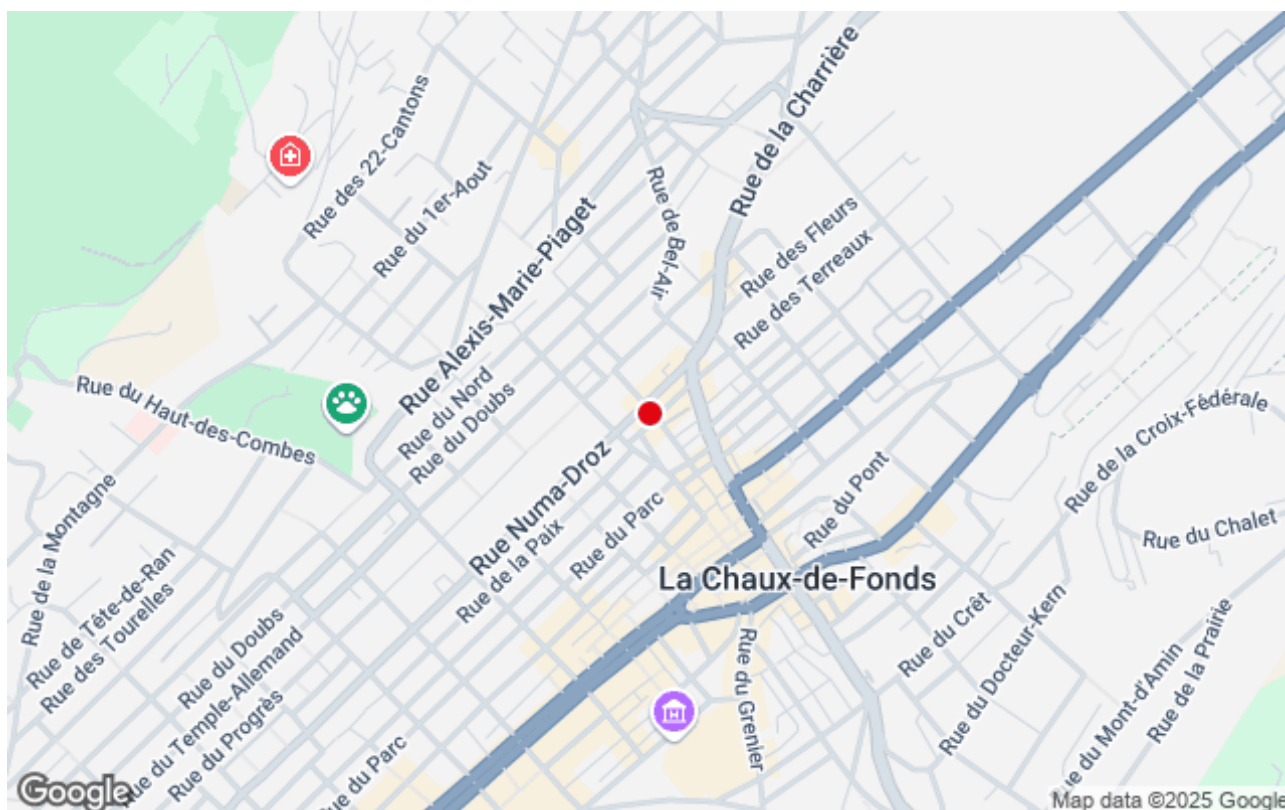 Rue de la Charrière
Rue des 22-Cantons
Rue du 1er-Aout
Rue de Bel-Air
Rue Alexis-Marie-Piaget
Rue des Fleurs
Rue des Terreaux
Rue du Haut-des-Combes
Rue du Nord
Rue du Doubs
Rue de la Croix-Fédérale
Rue de la Montagne
Rue Numa-Droz
Rue de la Paix
Rue du Parc
Rue du Pont
Rue du Chalet
La Chaux-de-Fonds
Rue de Tête-de-Ran
Rue des Tourelles
Rue du Doubs
Rue du Temple-Allemand
Rue du Progrès
Rue du Crêt
Rue du Docteur-Kern
Rue du Grenier
Rue du Mont-d'Amin
Rue de la Prairie
Rue du Parc
H
Google
Map data ©2025 Google